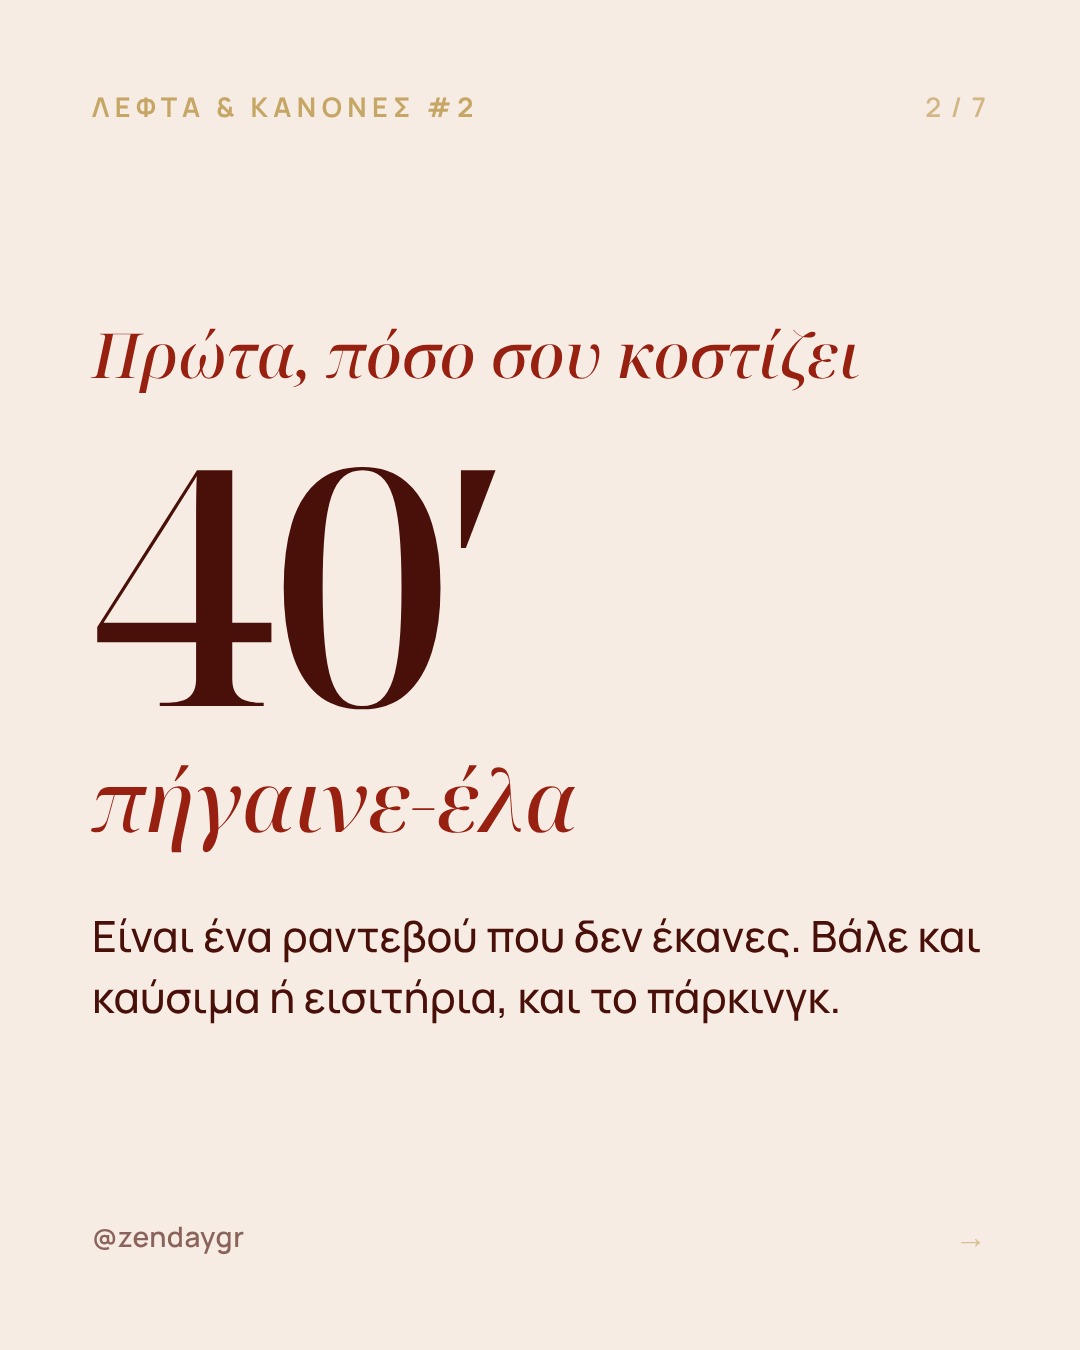 ΛΕΦΤΑ & ΚΑΝΟΝΕΣ #2
2 / 7
Πρώτα, πόσο σου κοστίζει
40′
πήγαινε-έλα
Είναι ένα ραντεβού που δεν έκανες. Βάλε και
καύσιμα ή εισιτήρια, και το πάρκινγκ.
@zendaygr
→